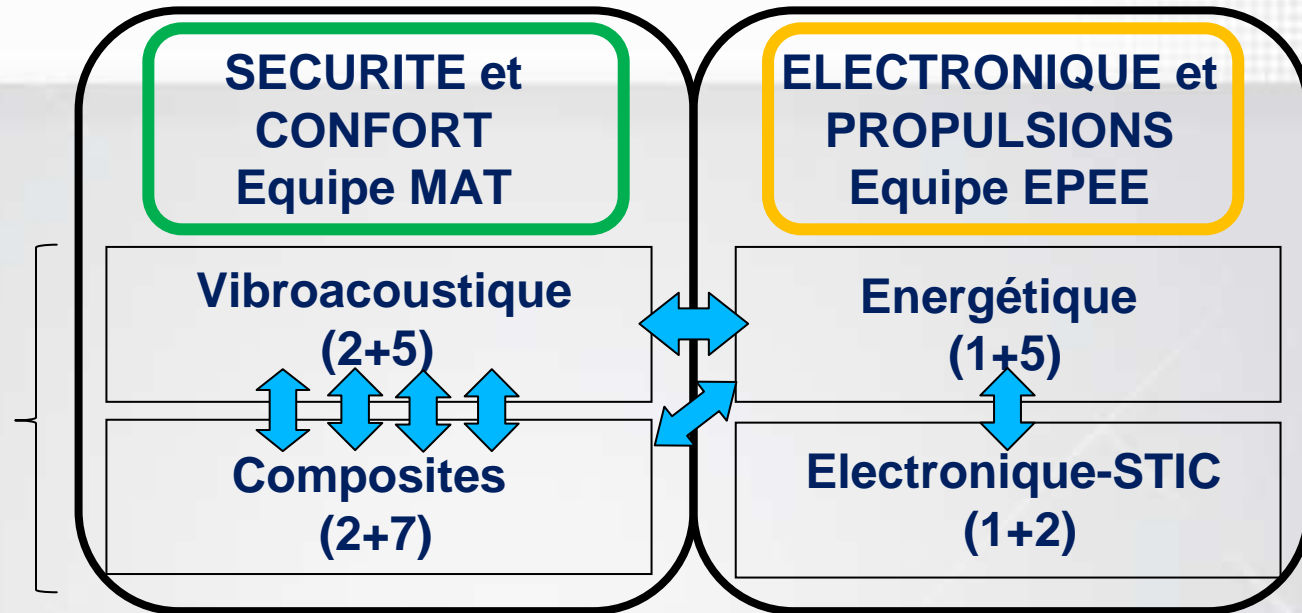 SECURITE et
CONFORT
Equipe MAT
ELECTRONIQUE et
PROPULSIONS
Equipe EPEE
Vibroacoustique
(2+5)
Energétique
(1+5)
Composites
(2+7)
Electronique-STIC
(1+2)